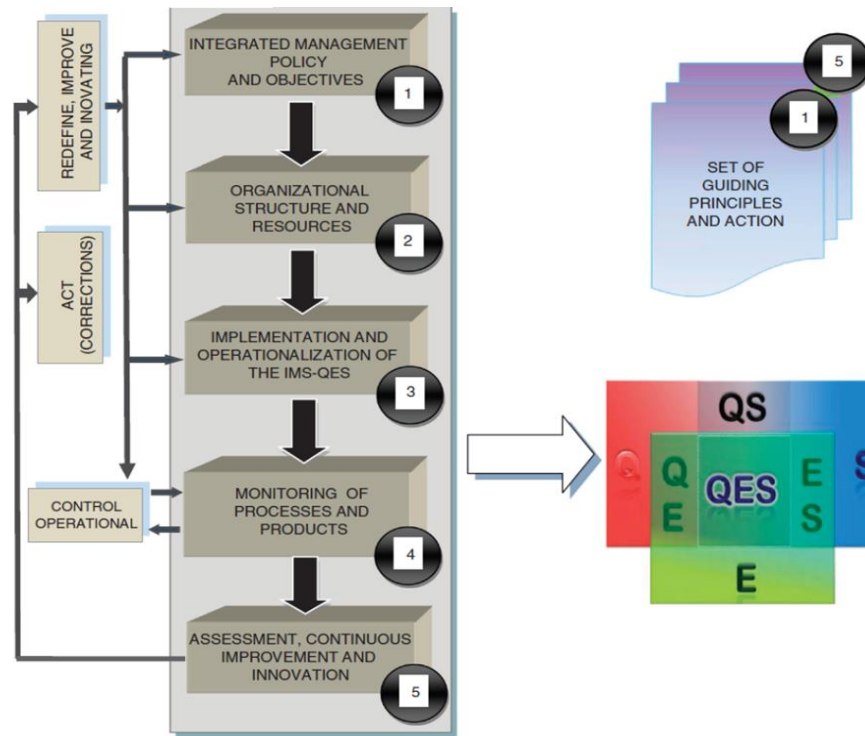 REDEFINE, IMPROVE
AND INOVATING
ACT
(CORRECTIONS)
CONTROL
OPERATIONAL
INTEGRATED MANAGEMENT
POLICY
AND OBJECTIVES
1
ORGANIZATIONAL
STRUCTURE AND
RESOURCES
2
IMPLEMENTATION AND
OPERATIONALIZATION OF
THE IMS-QES
3
MONITORING OF
PROCESSES AND
PRODUCTS
4
ASSESSMENT, CONTINUOUS
IMPROVEMENT AND
INNOVATION
5
5
1
SET OF
GUIDING
PRINCIPLES
AND ACTION
QS
Q
Q
E
QES
E
S
S
E